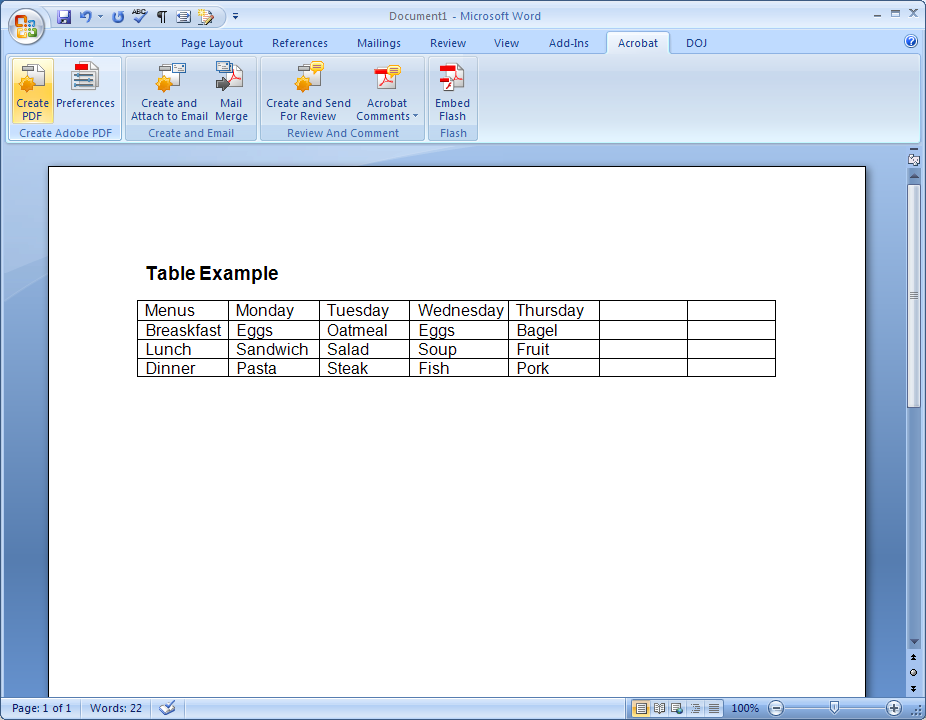 Document1 - Microsoft Word
Home Insert Page Layout References Mailings Review View Add-Ins Acrobat DOJ
Create Preferences Create and Mail Create and Send Acrobat Embed
PDF Attach to Email Merge For Review Comments Flash
Create Adobe PDF Create and Email Review And Comment Flash
Table Example
Menus Monday Tuesday Wednesday Thursday
Breaskfast Eggs Oatmeal Eggs Bagel
Lunch Sandwich Salad Soup Fruit
Dinner Pasta Steak Fish Pork
Page: 1 of 1 Words: 22 100%